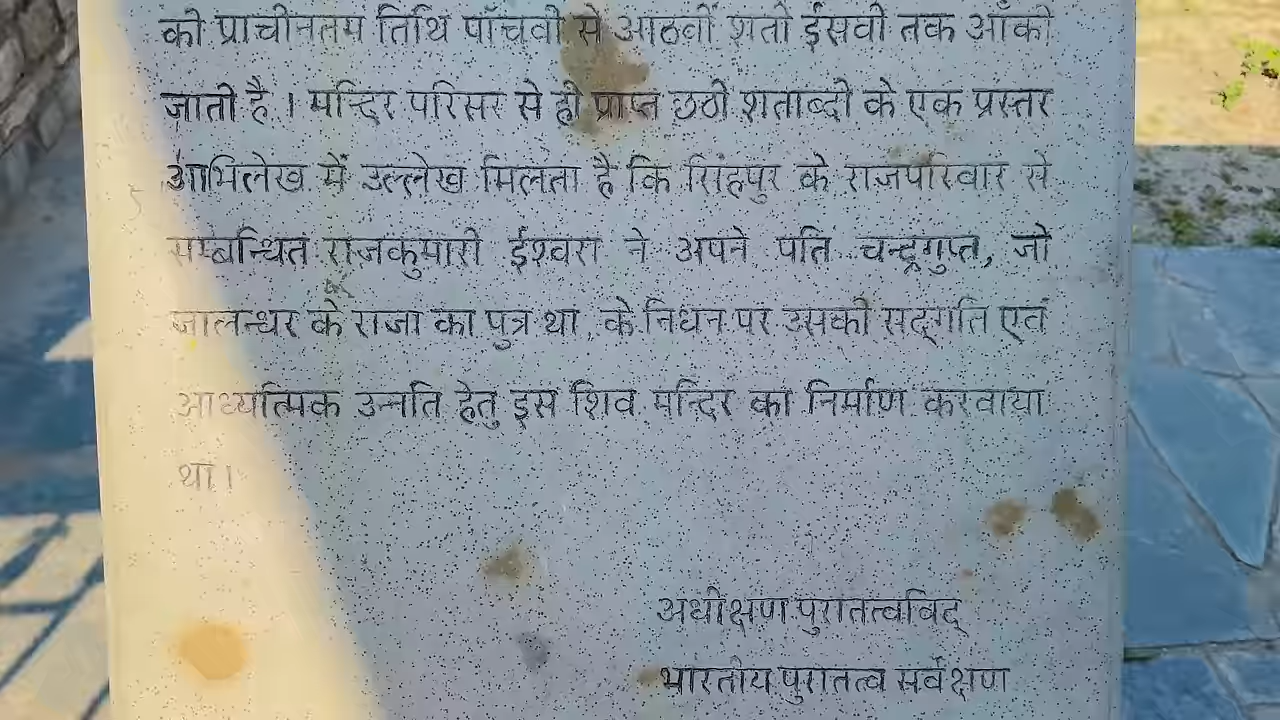 की प्राचीनतम तिथि पाँचवी से आठवीं शती ईसवी तक आँकी
जाती है । मन्दिर परिसर से ही प्राप्त छठी शताब्दी के एक प्रस्तर
अभिलेख में उल्लेख मिलता है कि सिंहपुर के राजपरिवार से
सम्बन्धित राजकुमारी ईश्वरा ने अपने पति चन्द्रगुप्त, जो
जालन्धर के राजा का पुत्र था, के निधन पर उसकी सद्गति एवं
आध्यात्मिक उन्नति हेतु इस शिव मन्दिर का निर्माण करवाया
था ।
अधीक्षण पुरातत्वविद्
भारतीय पुरातत्व सर्वेक्षण